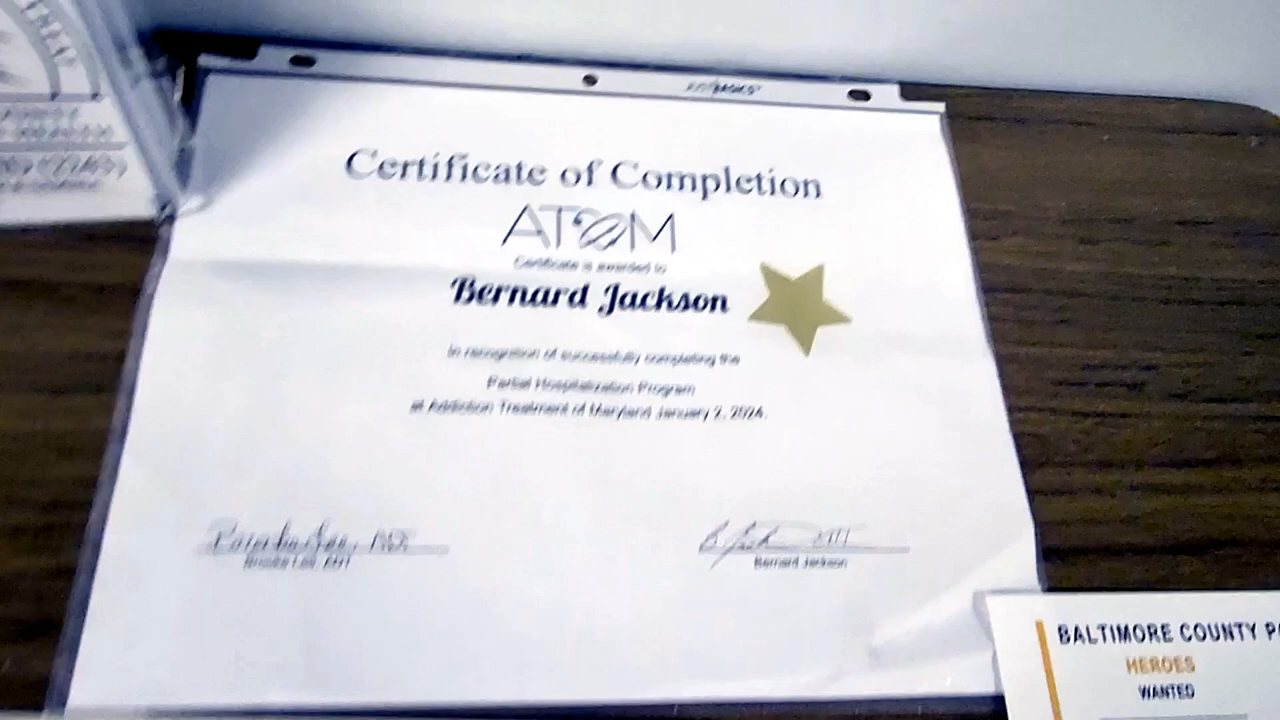 Certificate of Completion
ATOM
Certificate is awarded to
Bernard Jackson
In recognition of successfully completing the
Partial Hospitalization Program
at Addiction Treatment of Maryland January 2, 2024.
Bernard Jackson
BALTIMORE COUNTY
HEROES
WANTED